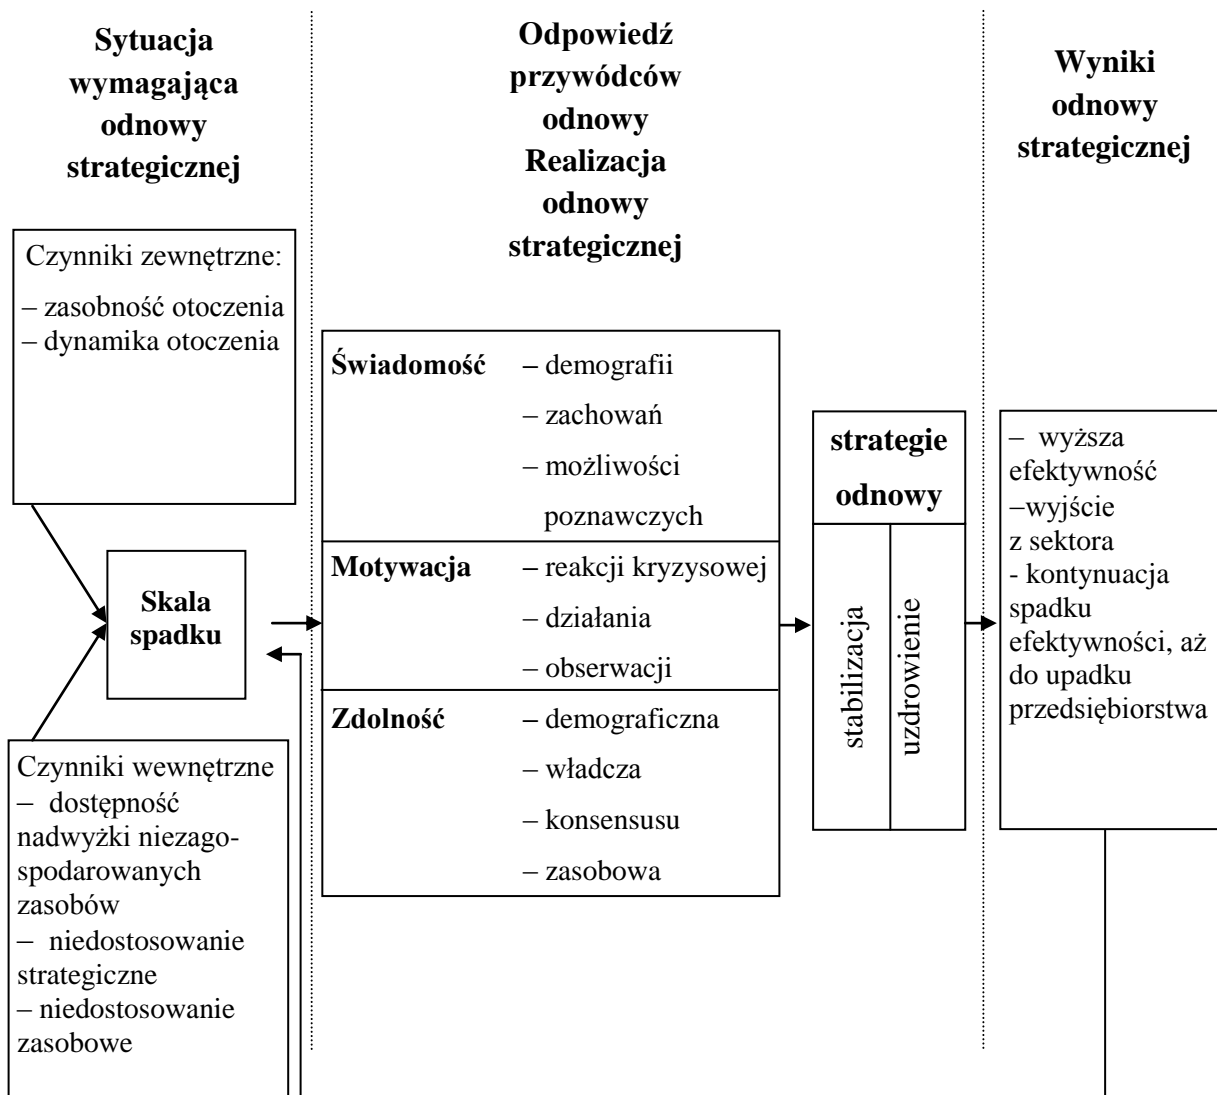 Sytuacja
wymagająca
odnowy
strategicznej
Odpowiedź
przywódców
odnowy
Realizacja
odnowy
strategicznej
Wyniki
odnowy
strategicznej
Czynniki zewnętrzne:
– zasobność otoczenia
– dynamika otoczenia
Skala
spadku
Czynniki wewnętrzne
– dostępność
nadwyżki niezago-
spodarowanych
zasobów
– niedostosowanie
strategiczne
– niedostosowanie
zasobowe
Świadomość – demografii
– zachowań
– możliwości
poznawczych
Motywacja – reakcji kryzysowej
– działania
– obserwacji
Zdolność – demograficzna
– władcza
– konsensusu
– zasobowa
strategie
odnowy
stabilizacja
uzdrowienie
– wyższa
efektywność
–wyjście
z sektora
- kontynuacja
spadku
efektywności, aż
do upadku
przedsiębiorstwa